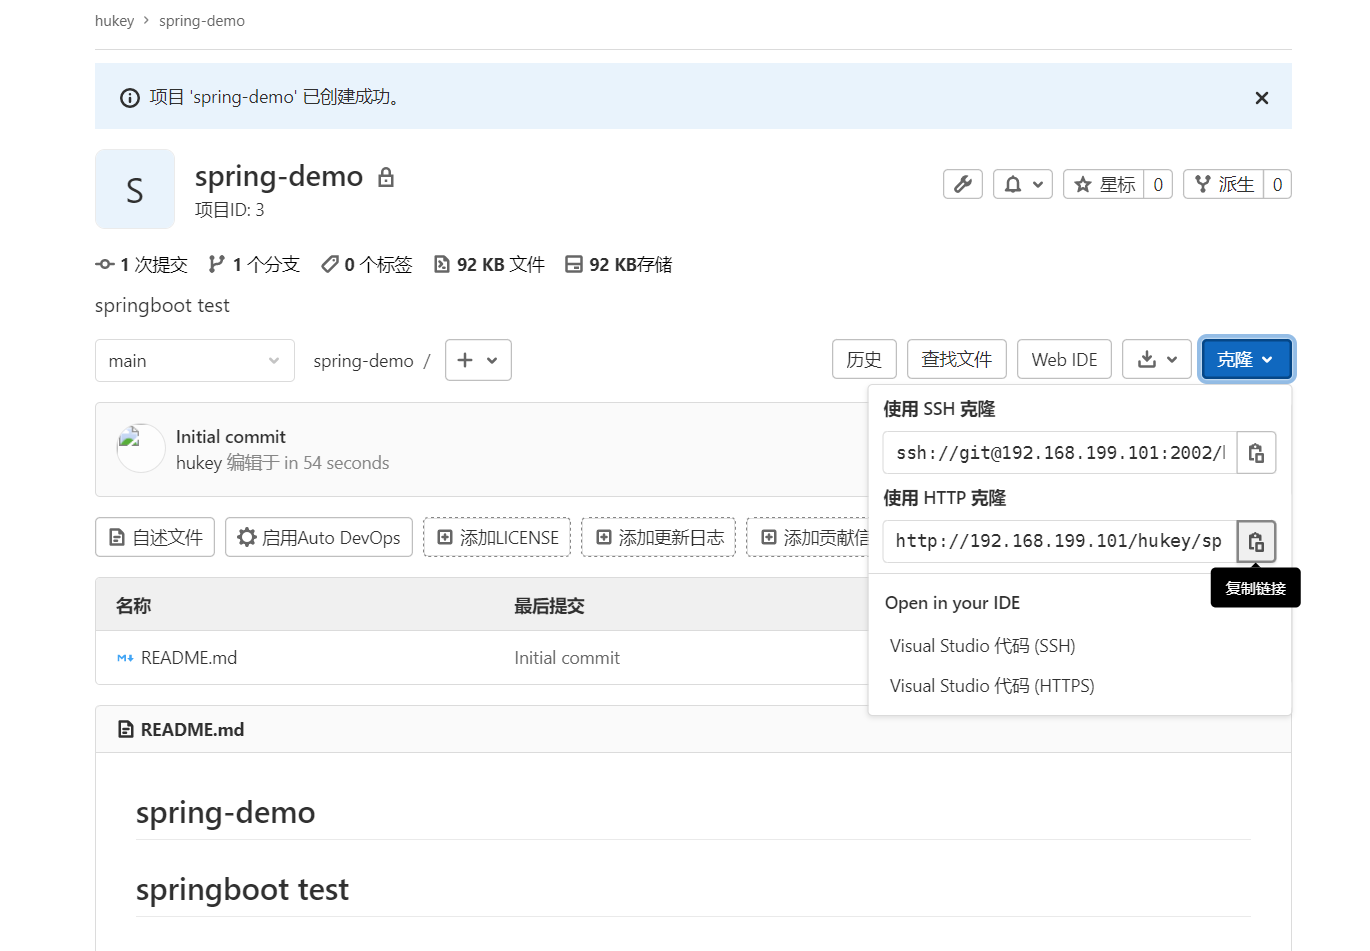 hukey > spring-demo
项目 'spring-demo' 已创建成功。
S
spring-demo
项目ID: 3
星标 0
派生 0
1 次提交 1 个分支 0 个标签 92 KB 文件 92 KB存储
springboot test
main
spring-demo /
历史
查找文件
Web IDE
克隆
使用 SSH 克隆
ssh://git@192.168.199.101:2002/
使用 HTTP 克隆
http://192.168.199.101/hukey/sp
复制链接
Open in your IDE
Visual Studio 代码 (SSH)
Visual Studio 代码 (HTTPS)
Initial commit
hukey 编辑于 in 54 seconds
自述文件
启用Auto DevOps
添加LICENSE
添加更新日志
添加贡献信
名称 最后提交
README.md Initial commit
README.md
spring-demo
springboot test